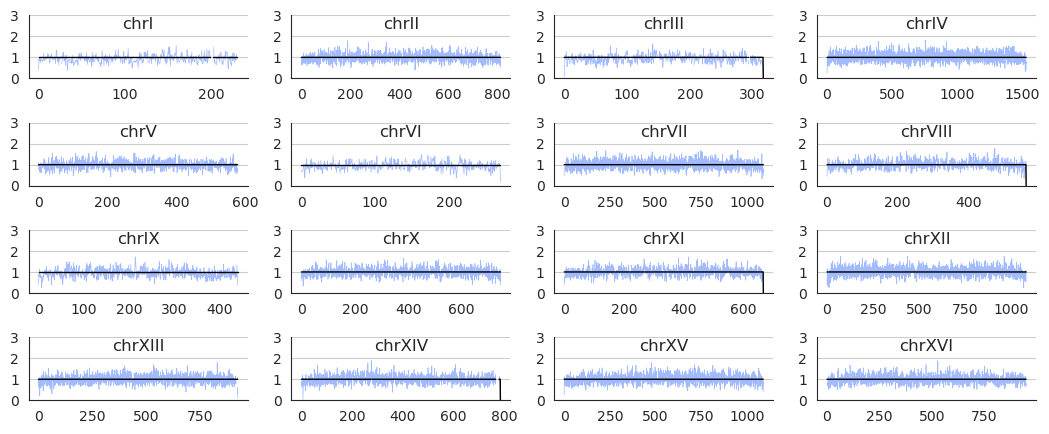 3 chrI 3 chrII 3 chrIII 3 chrIV
2 2 2 2
1 1 1 1
0 0 0 0
0 100 200 0 200 400 600 800 0 100 200 300 0 500 1000 1500
3 chrV 3 chrVI 3 chrVII 3 chrVIII
2 2 2 2
1 1 1 1
0 0 0 0
0 200 400 600 0 100 200 0 250 500 750 1000 0 200 400
3 chrIX 3 chrX 3 chrXI 3 chrXII
2 2 2 2
1 1 1 1
0 0 0 0
0 100 200 300 400 0 200 400 600 0 200 400 600 0 250 500 750 1000
3 chrXIII 3 chrXIV 3 chrXV 3 chrXVI
2 2 2 2
1 1 1 1
0 0 0 0
0 250 500 750 0 200 400 600 800 0 250 500 750 1000 0 250 500 750